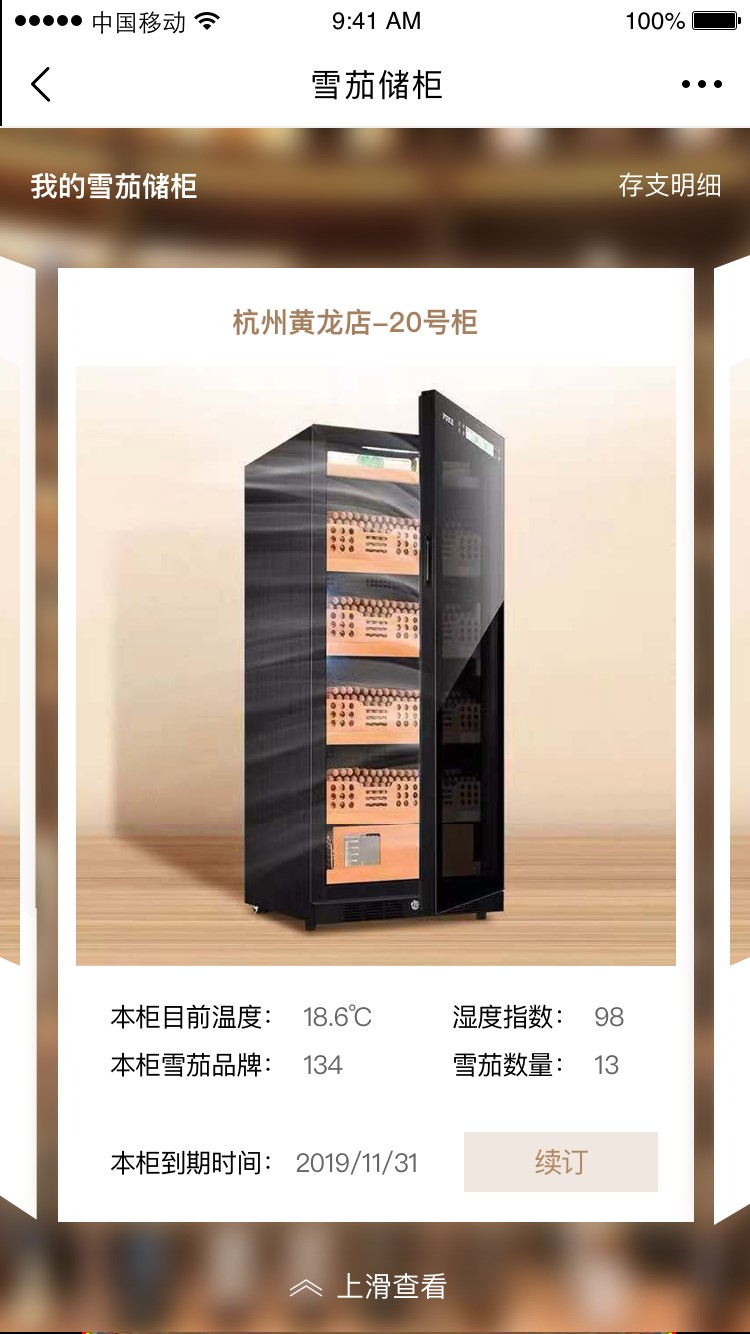 中国移动 9:41 AM 100%
雪茄储柜
我的雪茄储柜 存支明细
杭州黄龙店-20号柜
本柜目前温度： 18.6℃ 湿度指数： 98
本柜雪茄品牌： 134 雪茄数量： 13
本柜到期时间： 2019/11/31 续订
上滑查看